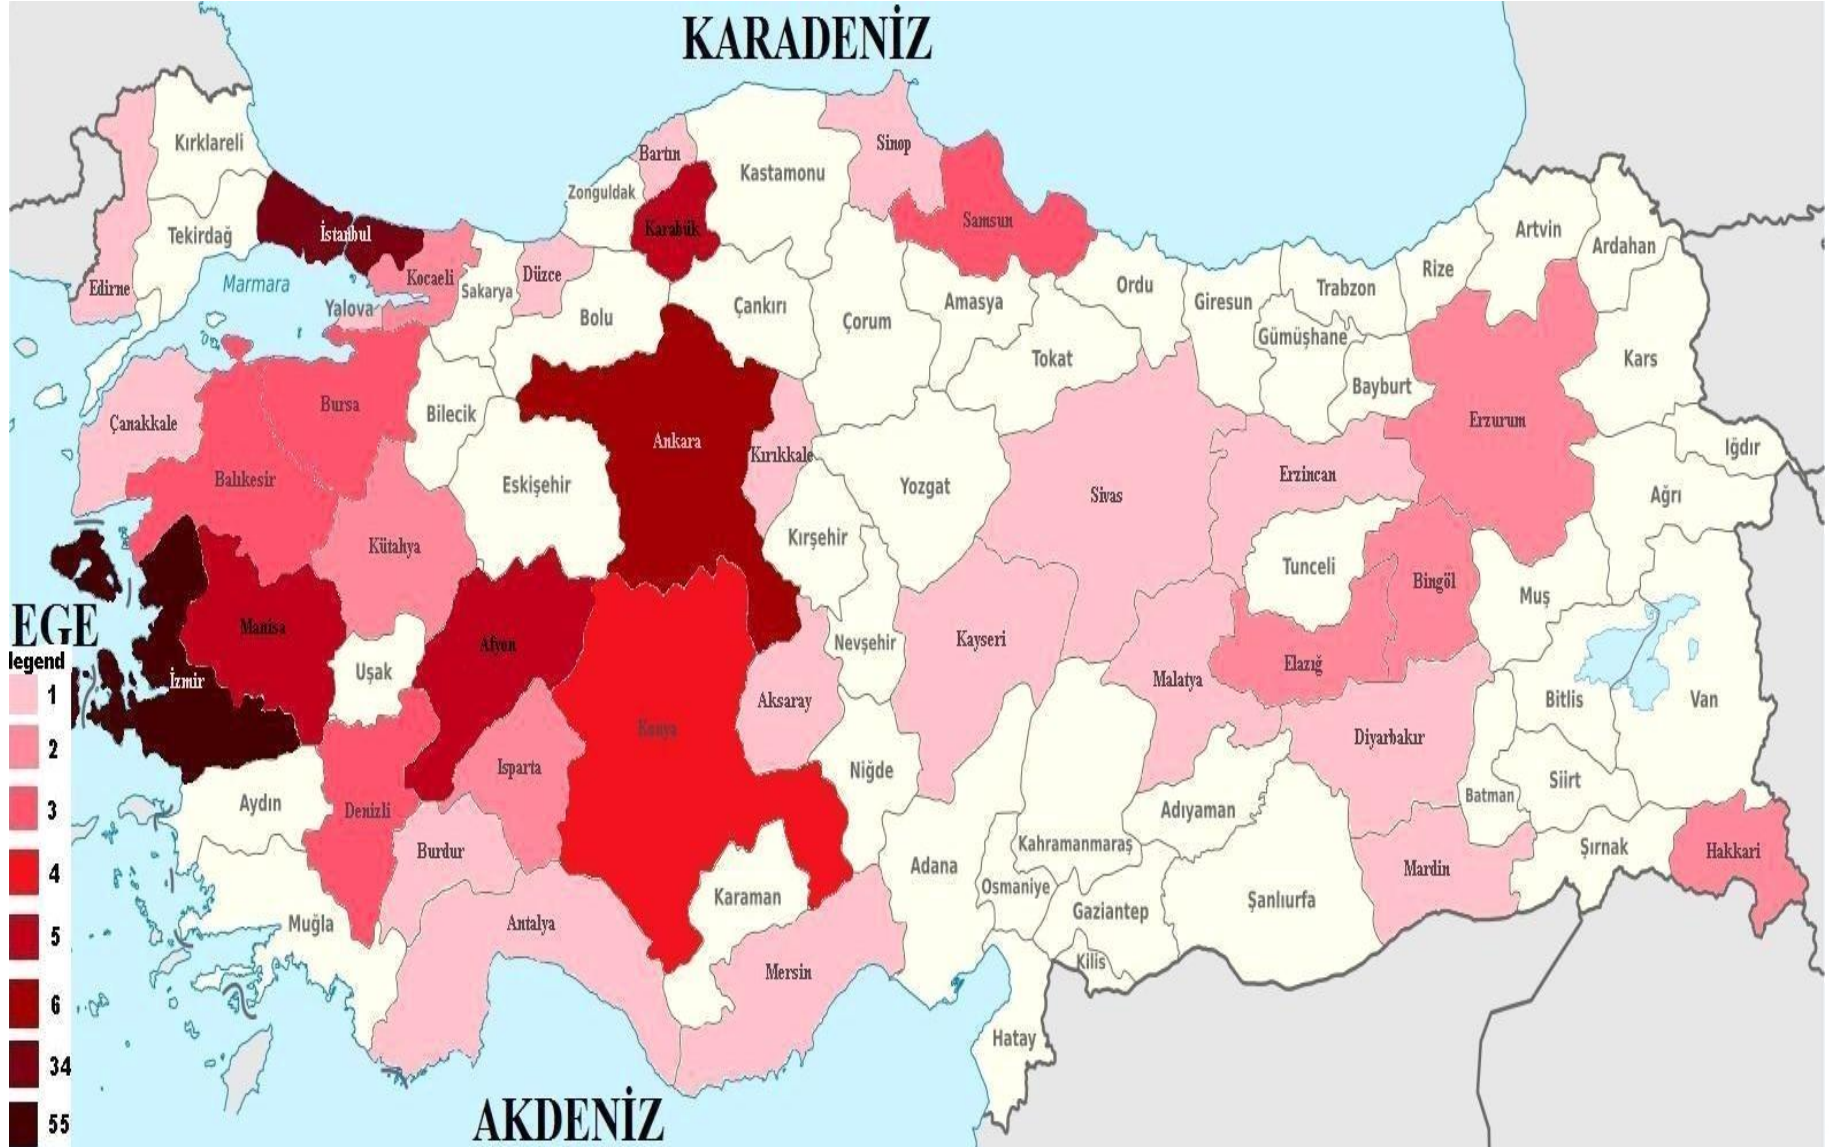 KARADENİZ
Kırklareli
Sinop
Bartın
Kastamonu
Zonguldak
Samsun
Karabük
Artvin
Tekirdağ
İstanbul
Ardahan
Rize
Edirne
Marmara
Kocaeli
Düzce
Sakarya
Ordu
Trabzon
Yalova
Bolu
Çankırı
Amasya
Giresun
Çorum
Gümüşhane
Tokat
Kars
Bursa
Bayburt
Çanakkale
Bilecik
Erzurum
Ankara
Kırıkkale
Iğdır
Balıkesir
Eskişehir
Yozgat
Sivas
Erzincan
Ağrı
Kütahya
Kırşehir
Tunceli
Bingöl
Muş
EGE
Manisa
Afyon
Nevşehir
Kayseri
legend
Uşak
Elazığ
İzmir
Malatya
1
Aksaray
Bitlis
Van
Konya
Diyarbakır
2
Isparta
Niğde
Siirt
Batman
3
Aydın
Denizli
Adıyaman
Burdur
Kahramanmaraş
Şırnak
Hakkari
4
Adana
Mardin
Osmaniye
Karaman
Şanlıurfa
Muğla
Antalya
Gaziantep
5
Kilis
Mersin
6
Hatay
34
AKDENİZ
55